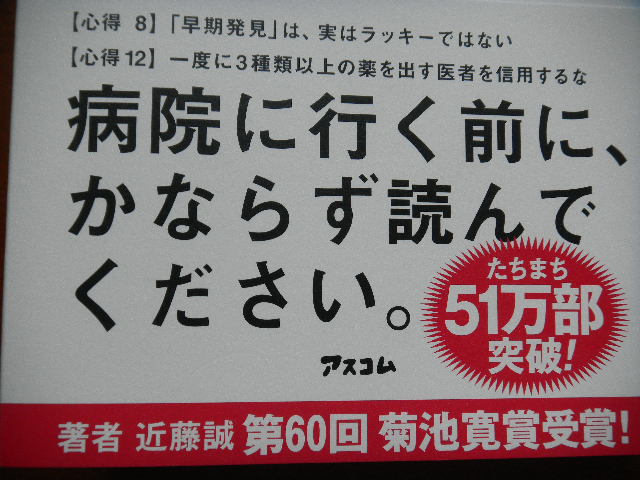 【心得 8】「早期発見」は、実はラッキーではない
【心得12】一度に3種類以上の薬を出す医者を信用するな
病院に行く前に、
かならず読んで
ください。
たちまち
51万部
突破!
アスコム
著者 近藤誠 第60回 菊池寛賞受賞!